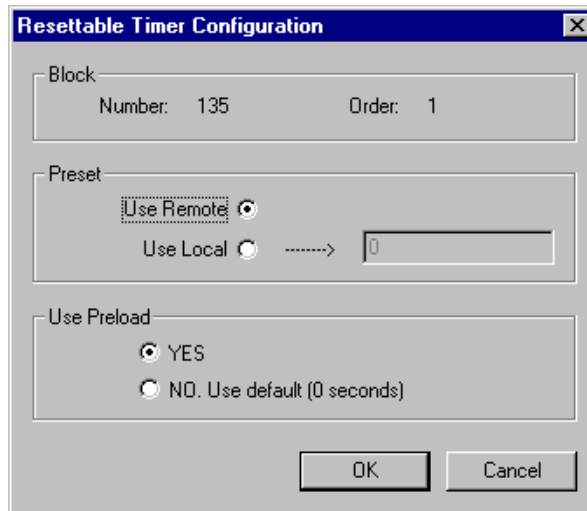 Resettable Timer Configuration
Block
Number: 135 Order: 1
Preset
Use Remote
Use Local -------> 0
Use Preload
YES
NO. Use default (0 seconds)
OK Cancel